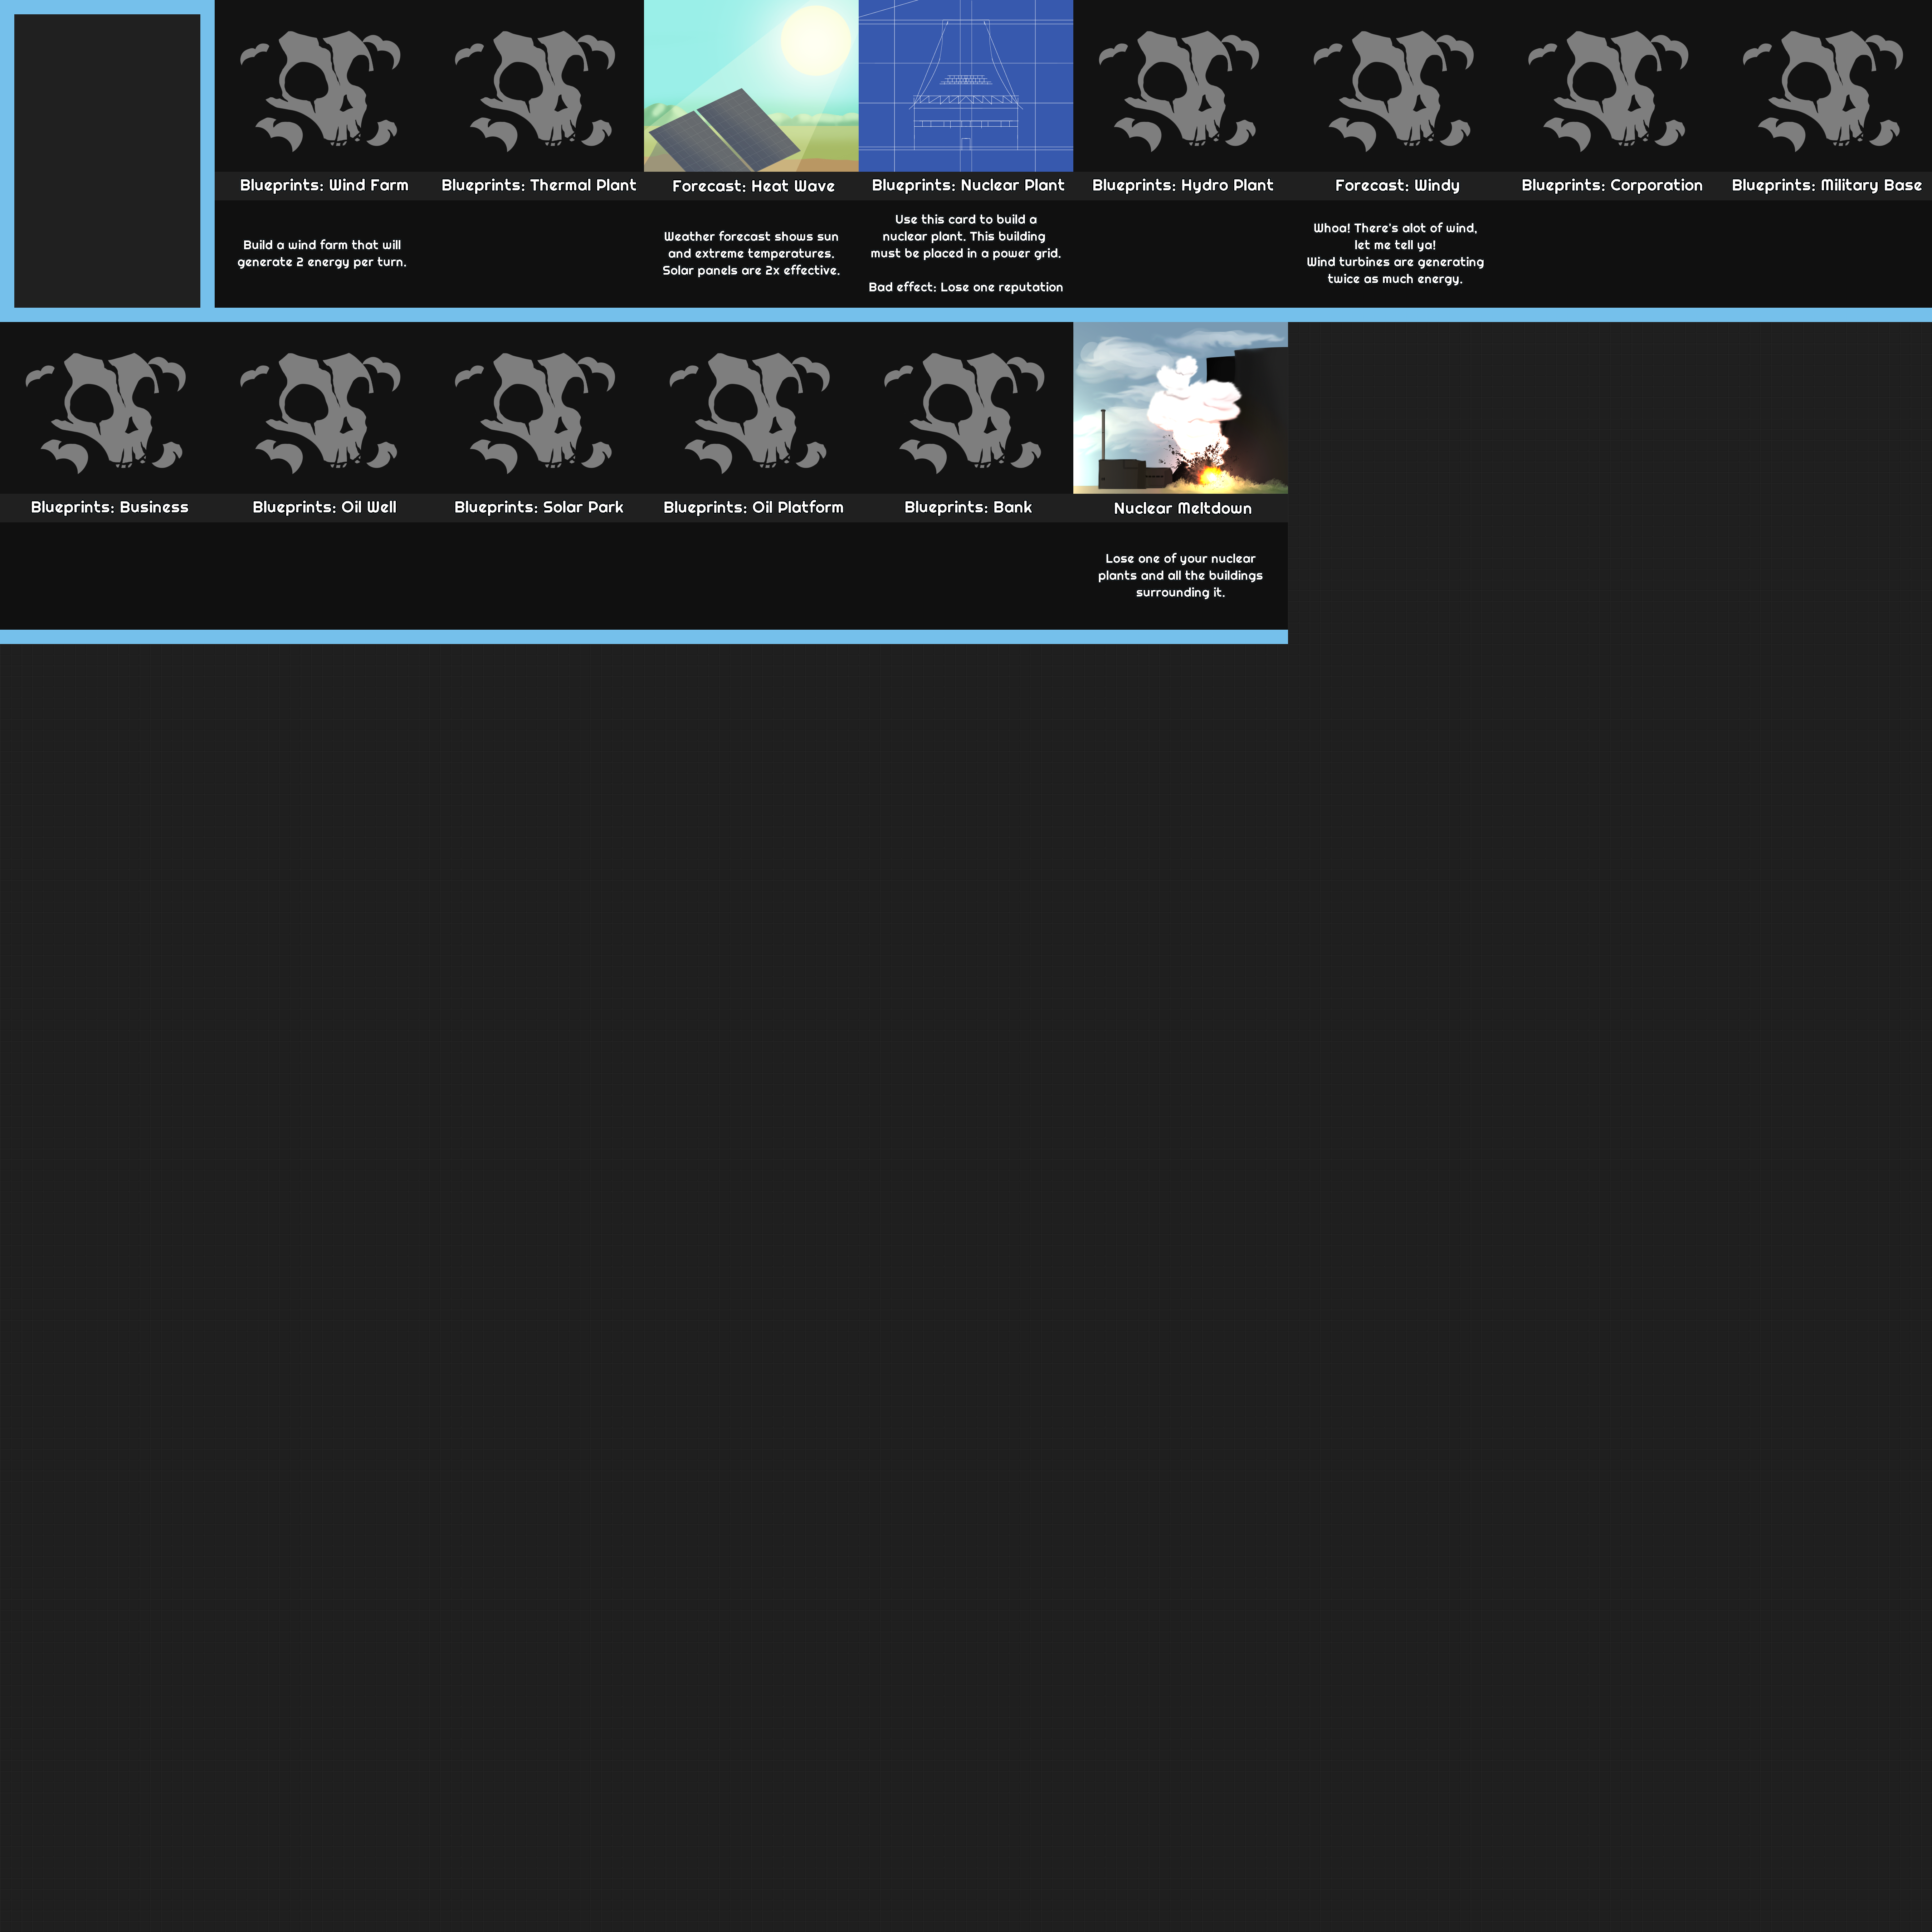 Blueprints: Wind Farm
Build a wind farm that will
generate 2 energy per turn.
Blueprints: Thermal Plant
Forecast: Heat Wave
Weather forecast shows sun
and extreme temperatures.
Solar panels are 2x effective.
Blueprints: Nuclear Plant
Use this card to build a
nuclear plant. This building
must be placed in a power grid.
Bad effect: Lose one reputation
Blueprints: Hydro Plant
Forecast: Windy
Whoa! There's alot of wind,
let me tell ya!
Wind turbines are generating
twice as much energy.
Blueprints: Corporation
Blueprints: Military Base
Blueprints: Business
Blueprints: Oil Well
Blueprints: Solar Park
Blueprints: Oil Platform
Blueprints: Bank
Nuclear Meltdown
Lose one of your nuclear
plants and all the buildings
surrounding it.